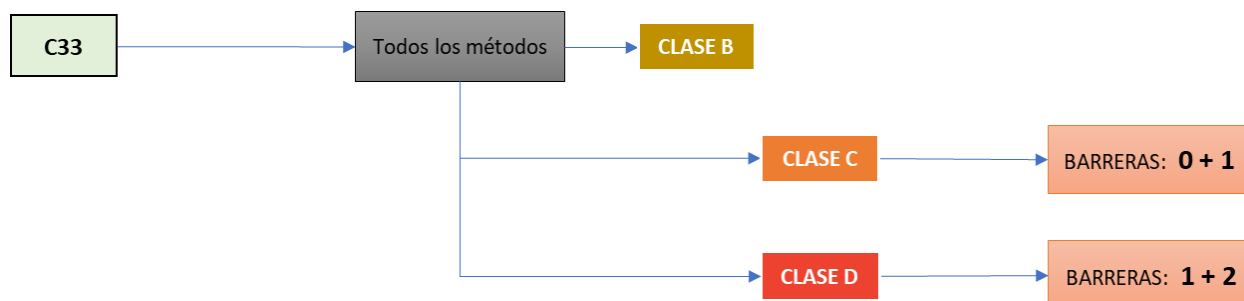 C33
Todos los métodos
CLASE B
CLASE C
BARRERAS: 0 + 1
CLASE D
BARRERAS: 1 + 2